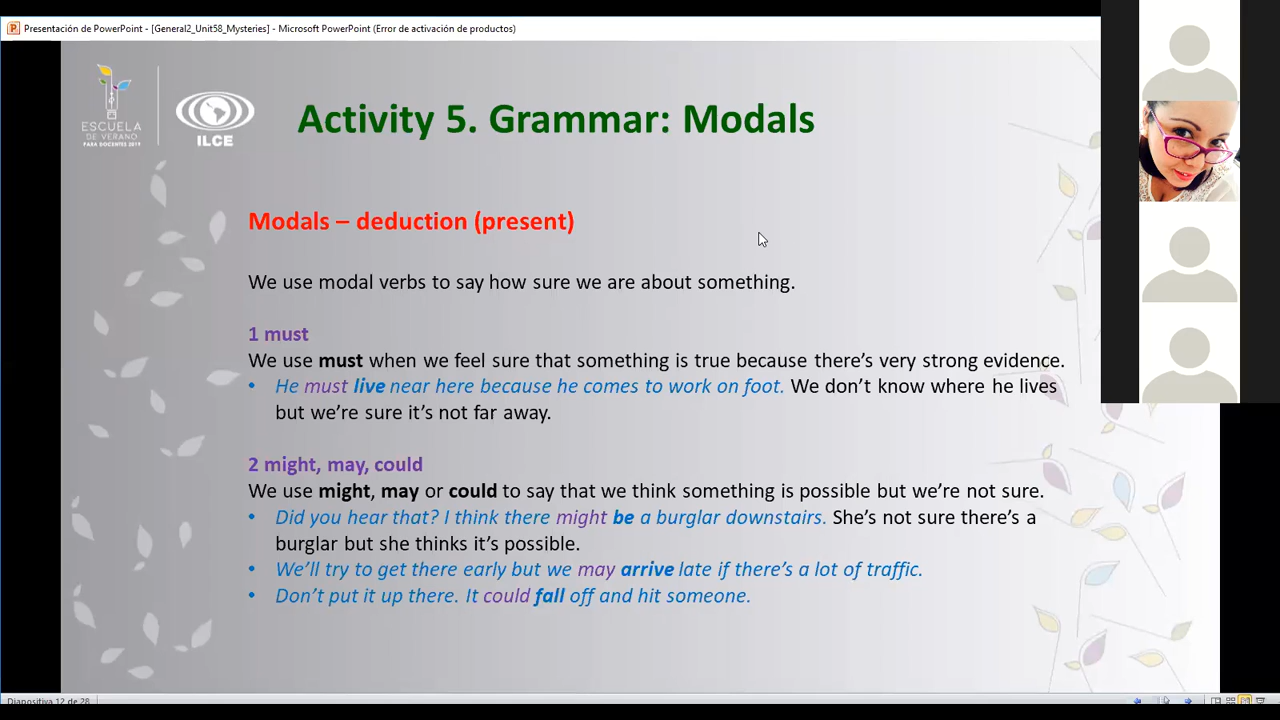 Presentación de PowerPoint - [General2_Unit58_Mysteries] - Microsoft PowerPoint (Error de activación de productos)
ESCUELA
DE VERANO
PARA DOCENTES 2019
ILCE
Activity 5. Grammar: Modals
Modals – deduction (present)
We use modal verbs to say how sure we are about something.
1 must
We use must when we feel sure that something is true because there's very strong evidence.
• He must live near here because he comes to work on foot. We don't know where he lives
but we're sure it's not far away.
2 might, may, could
We use might, may or could to say that we think something is possible but we're not sure.
• Did you hear that? I think there might be a burglar downstairs. She's not sure there's a
burglar but she thinks it's possible.
• We'll try to get there early but we may arrive late if there's a lot of traffic.
• Don't put it up there. It could fall off and hit someone.
Diapositiva 12 de 28